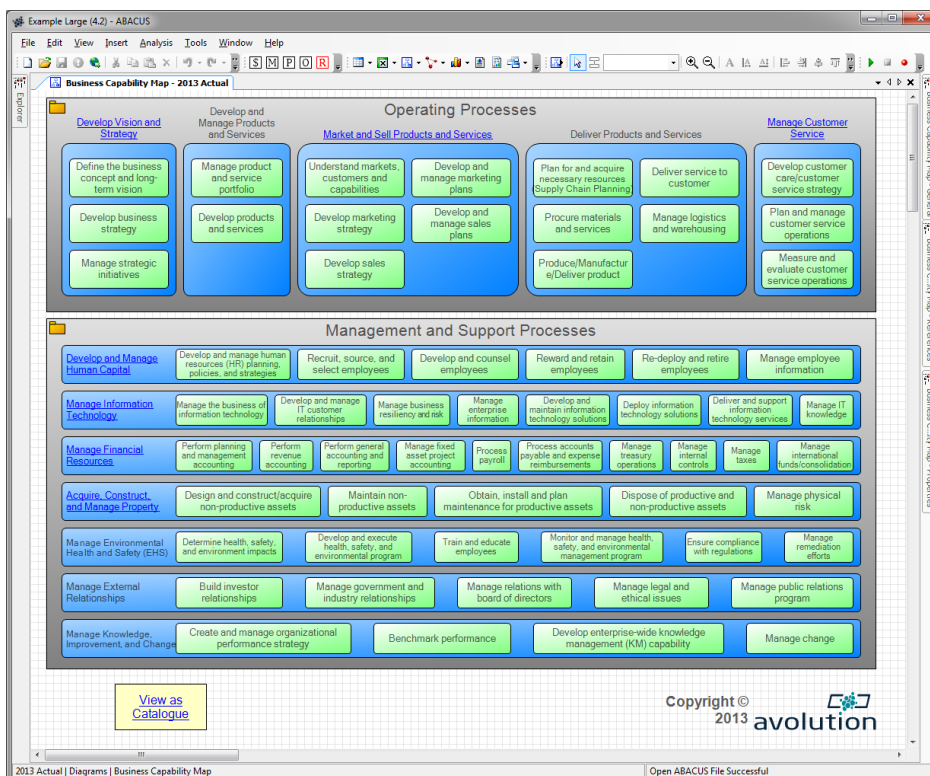 Example Large (4.2) - ABACUS
File Edit View Insert Analysis Tools Window Help
S M P O R
Explorer
Business Capability Map - 2013 Actual
Operating Processes
Develop Vision and
Strategy
Define the business
concept and long-
term vision
Develop business
strategy
Manage strategic
initiatives
Develop and
Manage Products
and Services
Manage product
and service
portfolio
Develop products
and services
Market and Sell Products and Services
Understand markets,
customers and
capabilities
Develop and
manage marketing
plans
Develop marketing
strategy
Develop and
manage sales
plans
Develop sales
strategy
Deliver Products and Services
Plan for and acquire
necessary resources
(Supply Chain Planning)
Deliver service to
customer
Procure materials
and services
Manage logistics
and warehousing
Produce/Manufactur
e/Deliver product
Manage Customer
Service
Develop customer
care/customer
service strategy
Plan and manage
customer service
operations
Measure and
evaluate customer
service operations
Management and Support Processes
Develop and Manage
Human Capital
Develop and manage human
resources (HR) planning,
policies, and strategies
Recruit, source, and
select employees
Develop and counsel
employees
Reward and retain
employees
Re-deploy and retire
employees
Manage employee
information
Manage Information
Technology
Manage the business of
information technology
Develop and manage
IT customer
relationships
Manage business
resiliency and risk
Manage
enterprise
information
Develop and
maintain information
technology solutions
Deploy information
technology solutions
Deliver and support
information
technology services
Manage IT
knowledge
Manage Financial
Resources
Perform planning
and management
accounting
Perform
revenue
accounting
Perform general
accounting and
reporting
Manage fixed
asset project
accounting
Process
payroll
Process accounts
payable and expense
reimbursements
Manage
treasury
operations
Manage
internal
controls
Manage
taxes
Manage
international
funds/consolidation
Acquire, Construct,
and Manage Property
Design and construct/acquire
non-productive assets
Maintain non-
productive assets
Obtain, install and plan
maintenance for productive assets
Dispose of productive and
non-productive assets
Manage physical
risk
Manage Environmental
Health and Safety (EHS)
Determine health, safety,
and environment impacts
Develop and execute
health, safety, and
environmental program
Train and educate
employees
Monitor and manage health,
safety, and environmental
management program
Ensure compliance
with regulations
Manage
remediation
efforts
Manage External
Relationships
Build investor
relationships
Manage government and
industry relationships
Manage relations with
board of directors
Manage legal and
ethical issues
Manage public relations
program
Manage Knowledge,
Improvement, and Change
Create and manage organizational
performance strategy
Benchmark performance
Develop enterprise-wide knowledge
management (KM) capability
Manage change
View as
Catalogue
Copyright ©
2013 avolution
2013 Actual | Diagrams | Business Capability Map
Open ABACUS File Successful